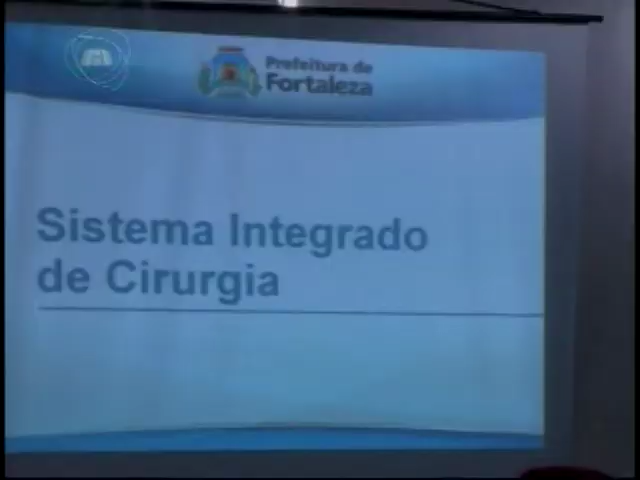 Prefeitura de
Fortaleza
Sistema Integrado
de Cirurgia